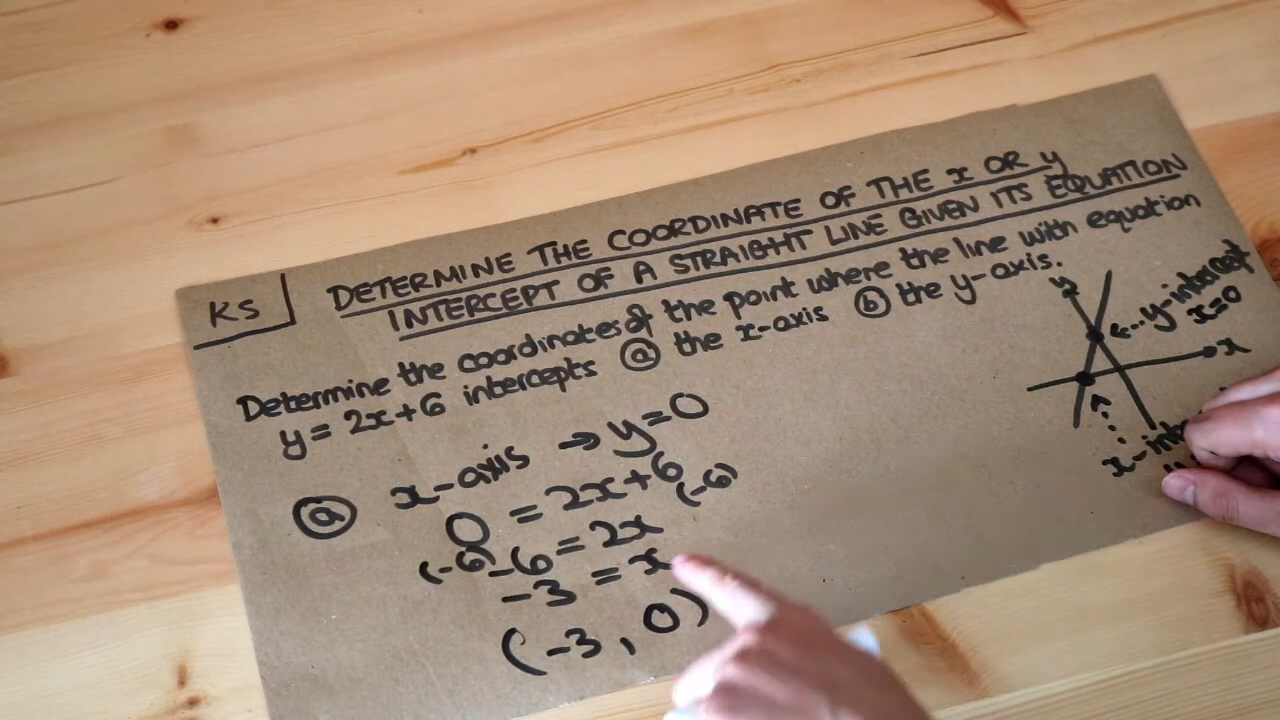 KS
DETERMINE THE COORDINATE OF THE x OR y
INTERCEPT OF A STRAIGHT LINE GIVEN ITS EQUATION
Determine the coordinates of the point where the line with equation
y = 2x+6 intercepts ⓐ the x-axis ⓑ the y-axis.
ⓐ x-axis → y=0
0 = 2x+6
(-6) -6 = 2x (-6)
-3 = x
(-3, 0)
y
←... y-intercept
x=0
x
x-